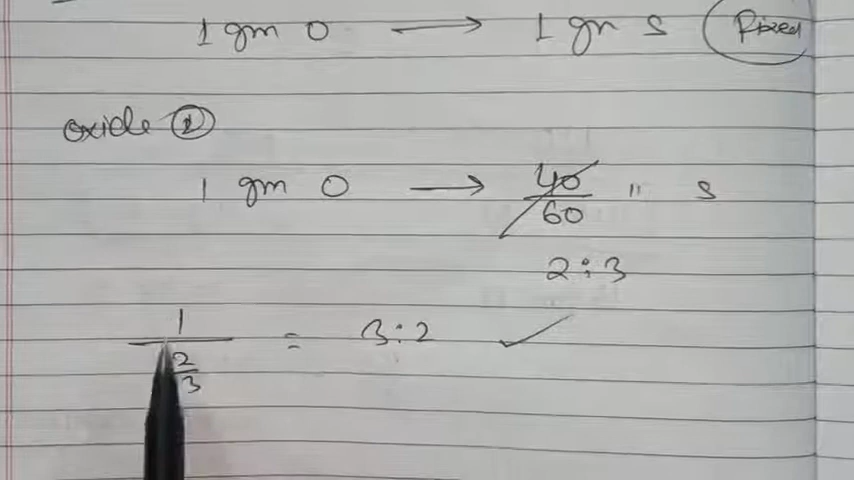 1 gm O → 1 gm S (Fixed)
oxide ②
1 gm O → 40/60 " S
2:3
1/(2/3) = 3:2 ✓